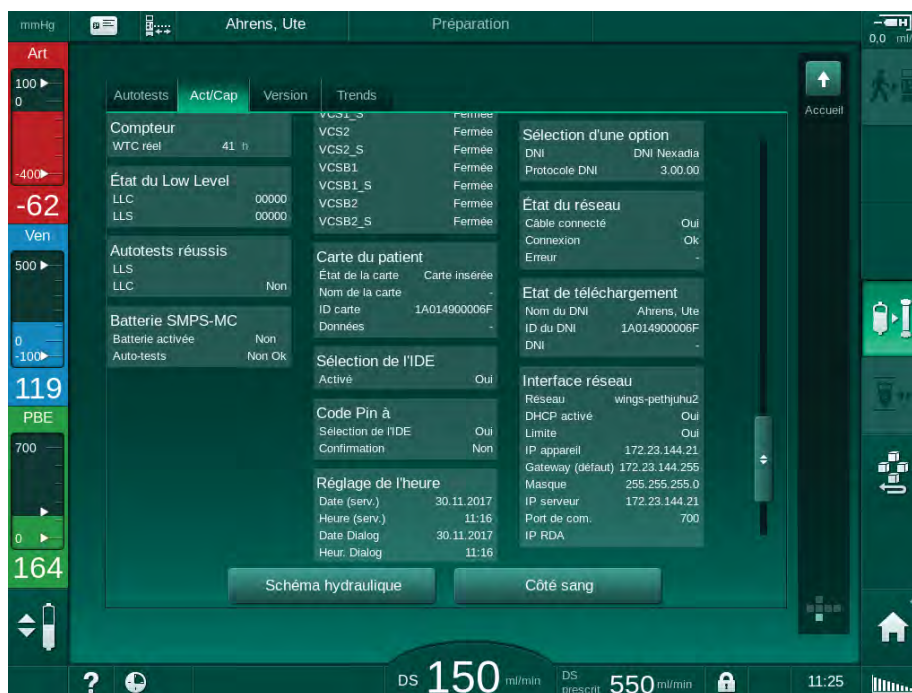 mmHg
Ahrens, Ute
Préparation
0,0 ml/
Art
100
0
-400
-62
Ven
500
0
-100
119
PBE
700
0
164
Autotests Act/Cap Version Trends
Accueil
Compteur
WTC réel 41 h
État du Low Level
LLC 00000
LLS 00000
Autotests réussis
LLS
LLC Non
Batterie SMPS-MC
Batterie activée Non
Auto-tests Non Ok
VCS1_S Fermée
VCS2 Fermée
VCS2_S Fermée
VCSB1 Fermée
VCSB1_S Fermée
VCSB2 Fermée
VCSB2_S Fermée
Carte du patient
État de la carte Carte insérée
Nom de la carte -
ID carte 1A014900006F
Données -
Sélection de l'IDE
Activé Oui
Code Pin à
Sélection de l'IDE Oui
Confirmation Non
Réglage de l'heure
Date (serv.) 30.11.2017
Heure (serv.) 11:16
Date Dialog 30.11.2017
Heur. Dialog 11:16
Sélection d'une option
DNI DNI Nexadia
Protocole DNI 3.00.00
État du réseau
Câble connecté Oui
Connexion Ok
Erreur -
Etat de téléchargement
Nom du DNI Ahrens, Ute
ID du DNI 1A014900006F
DNI -
Interface réseau
Réseau wings-pethjuhu2
DHCP activé Oui
Limite Oui
IP appareil 172.23.144.21
Gateway (défaut) 172.23.144.255
Masque 255.255.255.0
IP serveur 172.23.144.21
Port de com. 700
IP RDA
Schéma hydraulique
Côté sang
?
DS 150 ml/min
DS prescrit 550 ml/min
11:25